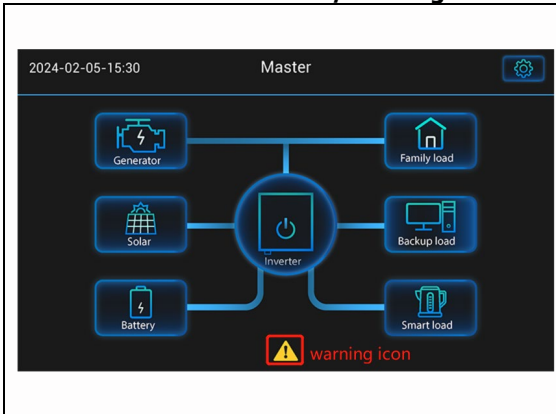 2024-02-05-15:30
Master
Generator
Family load
Solar
Inverter
Backup load
Battery
Smart load
warning icon